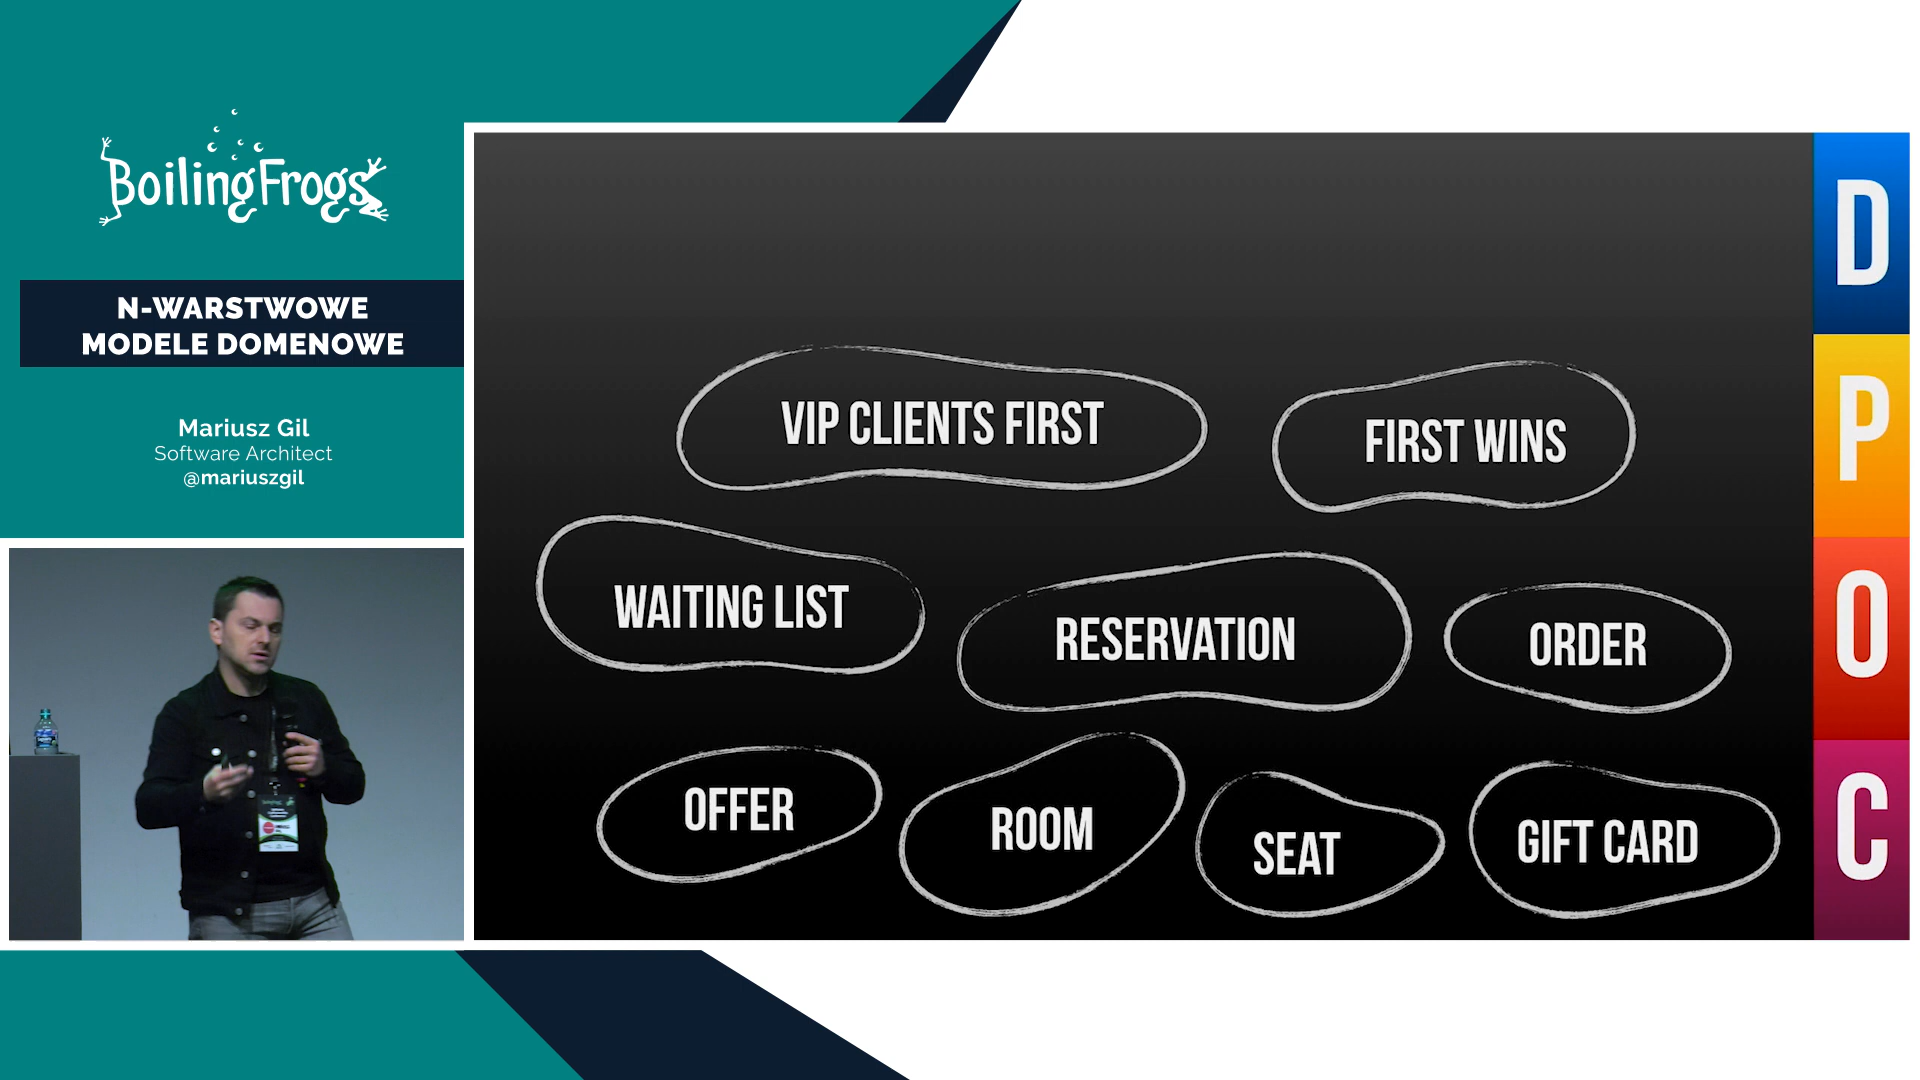 BoilingFrogs
N-WARSTWOWE
MODELE DOMENOWE
Mariusz Gil
Software Architect
@mariuszgil
VIP CLIENTS FIRST
FIRST WINS
WAITING LIST
RESERVATION
ORDER
OFFER
ROOM
SEAT
GIFT CARD
D
P
O
C